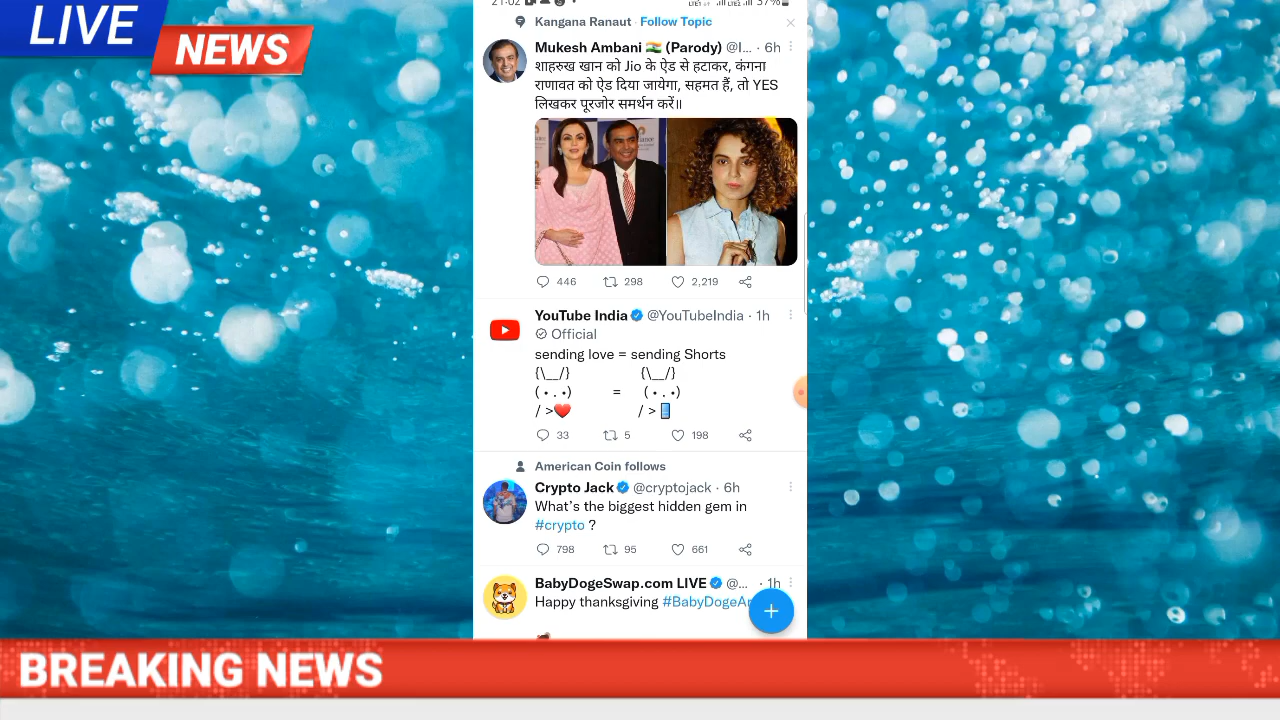 LIVE
NEWS
Kangana Ranaut · Follow Topic
Mukesh Ambani 🇮🇳 (Parody) @I... · 6h
शाहरुख खान को Jio के ऐड से हटाकर, कंगना
राणावत को ऐड दिया जायेगा, सहमत हैं, तो YES
लिखकर पूरजोर समर्थन करें॥
446 298 2,219
YouTube India @YouTubeIndia · 1h
Official
sending love = sending Shorts
{\__/} {\__/}
( • . •) = ( • . •)
/ >❤️ / > 📱
33 5 198
American Coin follows
Crypto Jack @cryptojack · 6h
What's the biggest hidden gem in
#crypto ?
798 95 661
BabyDogeSwap.com LIVE @... · 1h
Happy thanksgiving
BREAKING NEWS